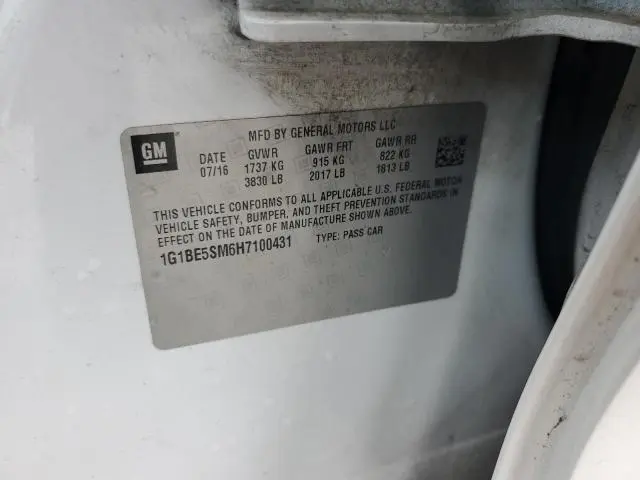 GM
MFD BY GENERAL MOTORS LLC
DATE GVWR GAWR FRT GAWR RR
07/16 1737 KG 915 KG 822 KG
3830 LB 2017 LB 1813 LB
THIS VEHICLE CONFORMS TO ALL APPLICABLE U.S. FEDERAL MOTOR
VEHICLE SAFETY, BUMPER, AND THEFT PREVENTION STANDARDS IN
EFFECT ON THE DATE OF MANUFACTURE SHOWN ABOVE.
1G1BE5SM6H7100431 TYPE: PASS CAR